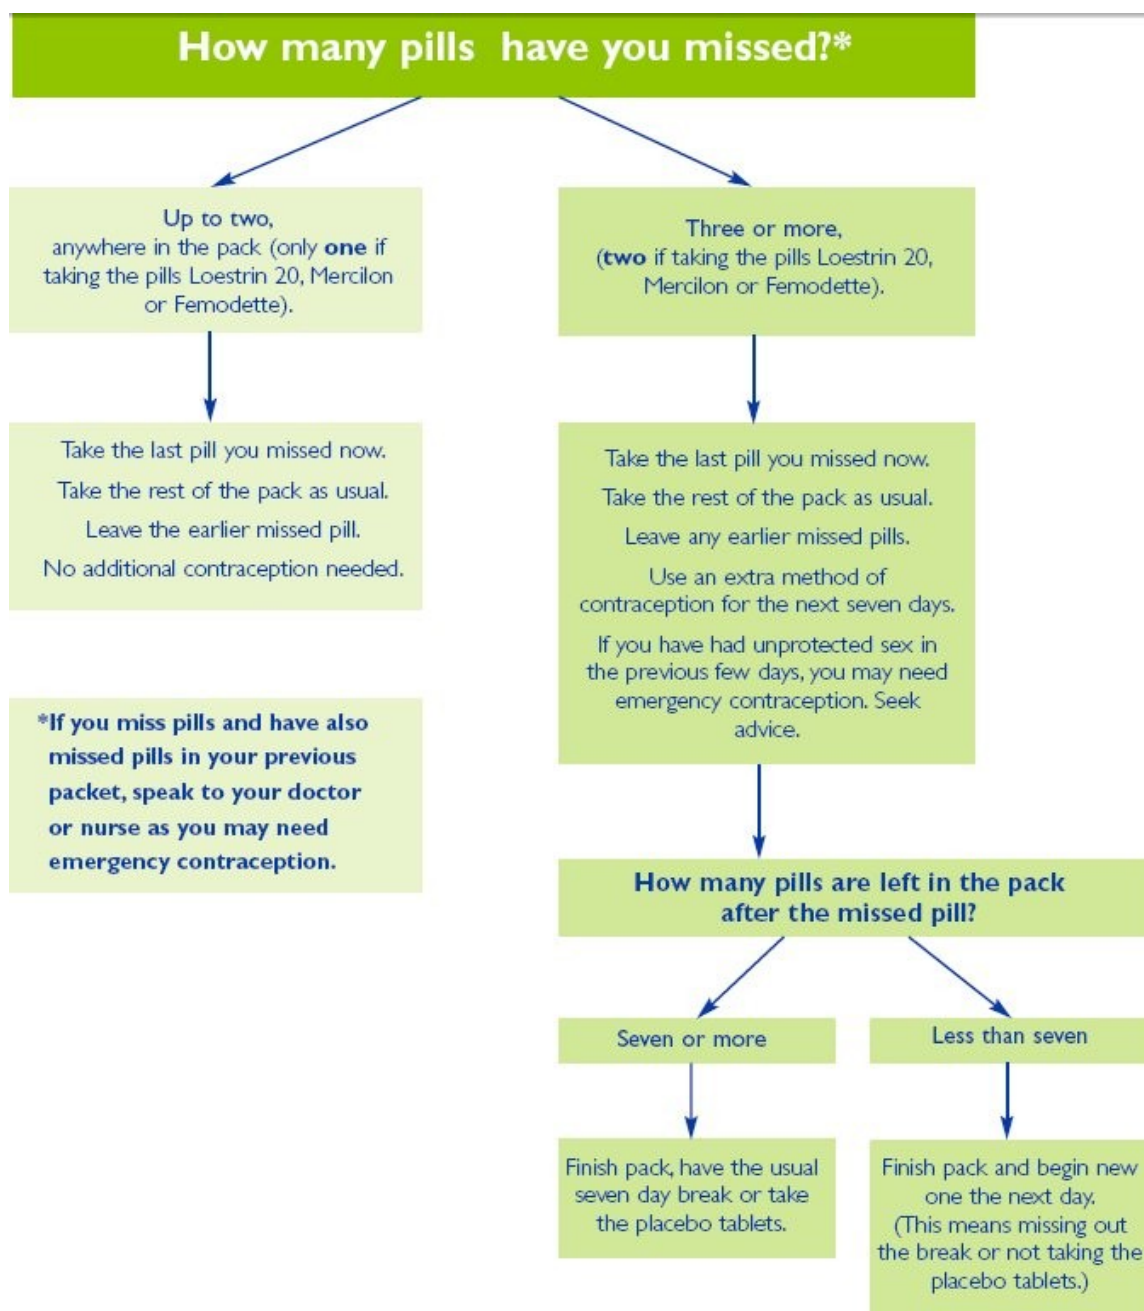 How many pills have you missed?*
Up to two,
anywhere in the pack (only one if
taking the pills Loestrin 20, Mercilon
or Femodette).
Three or more,
(two if taking the pills Loestrin 20,
Mercilon or Femodette).
Take the last pill you missed now.
Take the rest of the pack as usual.
Leave the earlier missed pill.
No additional contraception needed.
Take the last pill you missed now.
Take the rest of the pack as usual.
Leave any earlier missed pills.
Use an extra method of
contraception for the next seven days.
If you have had unprotected sex in
the previous few days, you may need
emergency contraception. Seek
advice.
*If you miss pills and have also
missed pills in your previous
packet, speak to your doctor
or nurse as you may need
emergency contraception.
How many pills are left in the pack
after the missed pill?
Seven or more
Less than seven
Finish pack, have the usual
seven day break or take
the placebo tablets.
Finish pack and begin new
one the next day.
(This means missing out
the break or not taking the
placebo tablets.)